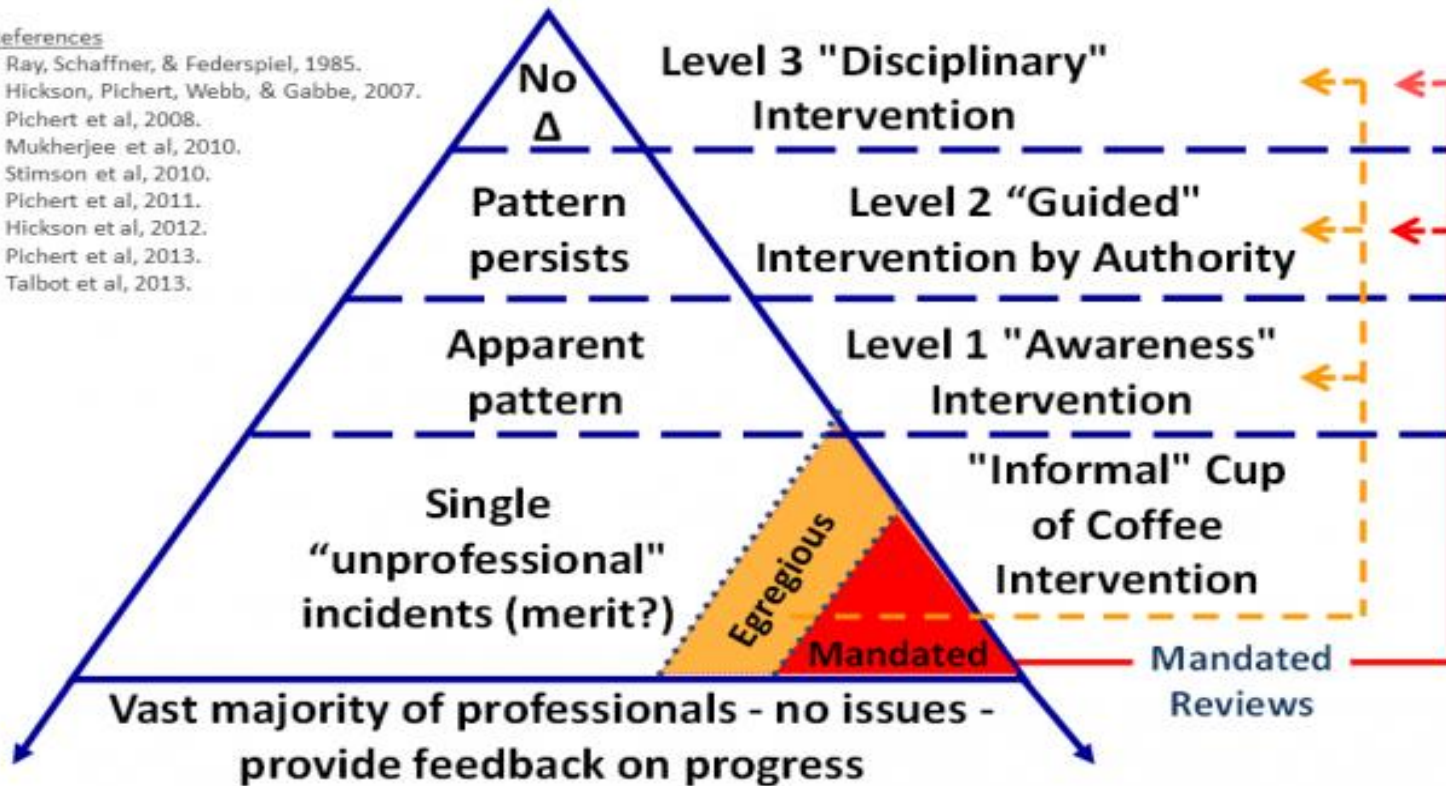 eferences
Ray, Schaffner, & Federspiel, 1985.
Hickson, Pichert, Webb, & Gabbe, 2007.
Pichert et al, 2008.
Mukherjee et al, 2010.
Stimson et al, 2010.
Pichert et al, 2011.
Hickson et al, 2012.
Pichert et al, 2013.
Talbot et al, 2013.
No
Δ
Level 3 "Disciplinary"
Intervention
Pattern
persists
Level 2 “Guided"
Intervention by Authority
Apparent
pattern
Level 1 "Awareness"
Intervention
Single
“unprofessional"
incidents (merit?)
Egregious
Mandated
"Informal" Cup
of Coffee
Intervention
Mandated
Reviews
Vast majority of professionals - no issues -
provide feedback on progress